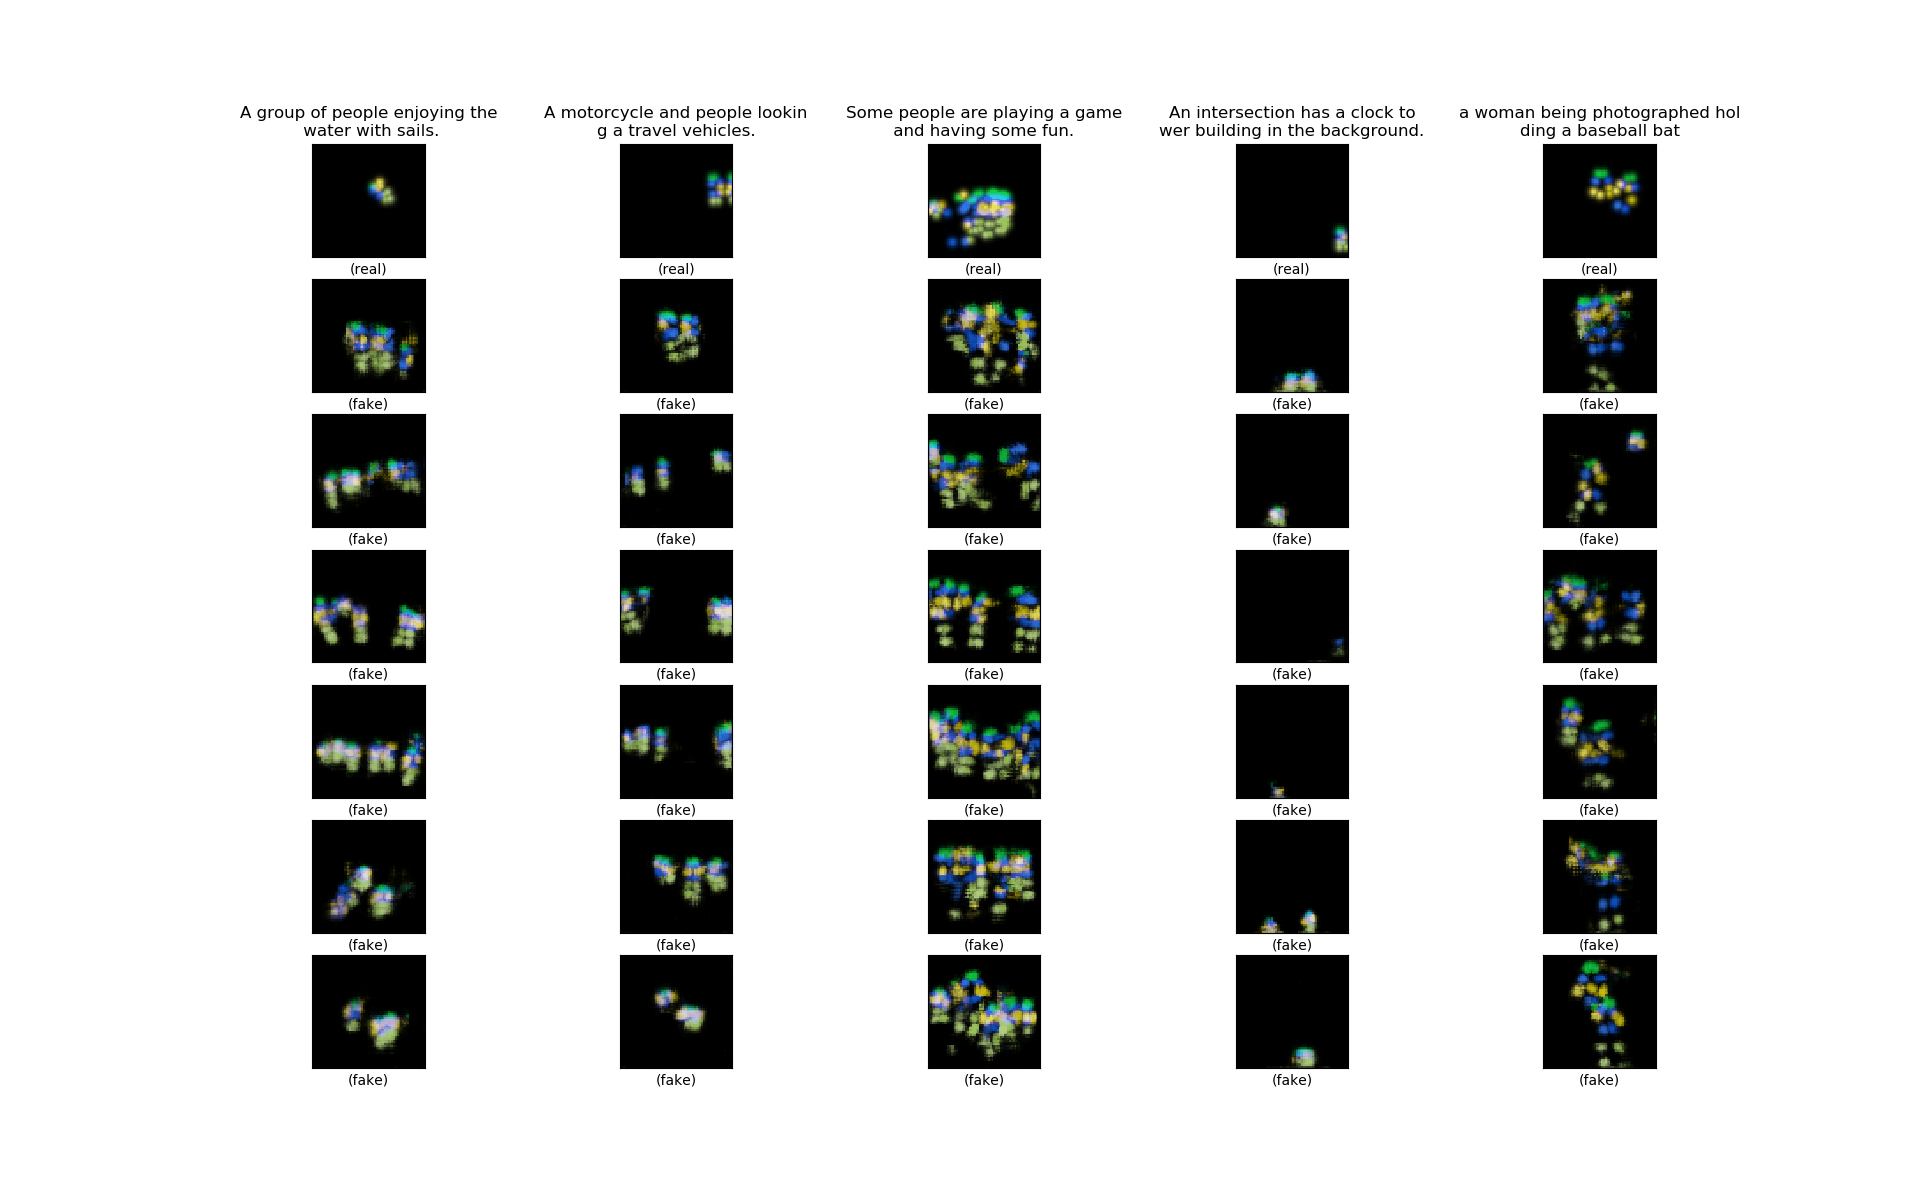 A group of people enjoying the
water with sails.
A motorcycle and people lookin
g a travel vehicles.
Some people are playing a game
and having some fun.
An intersection has a clock to
wer building in the background.
a woman being photographed hol
ding a baseball bat
(real) (real) (real) (real) (real)
(fake) (fake) (fake) (fake) (fake)
(fake) (fake) (fake) (fake) (fake)
(fake) (fake) (fake) (fake) (fake)
(fake) (fake) (fake) (fake) (fake)
(fake) (fake) (fake) (fake) (fake)
(fake) (fake) (fake) (fake) (fake)